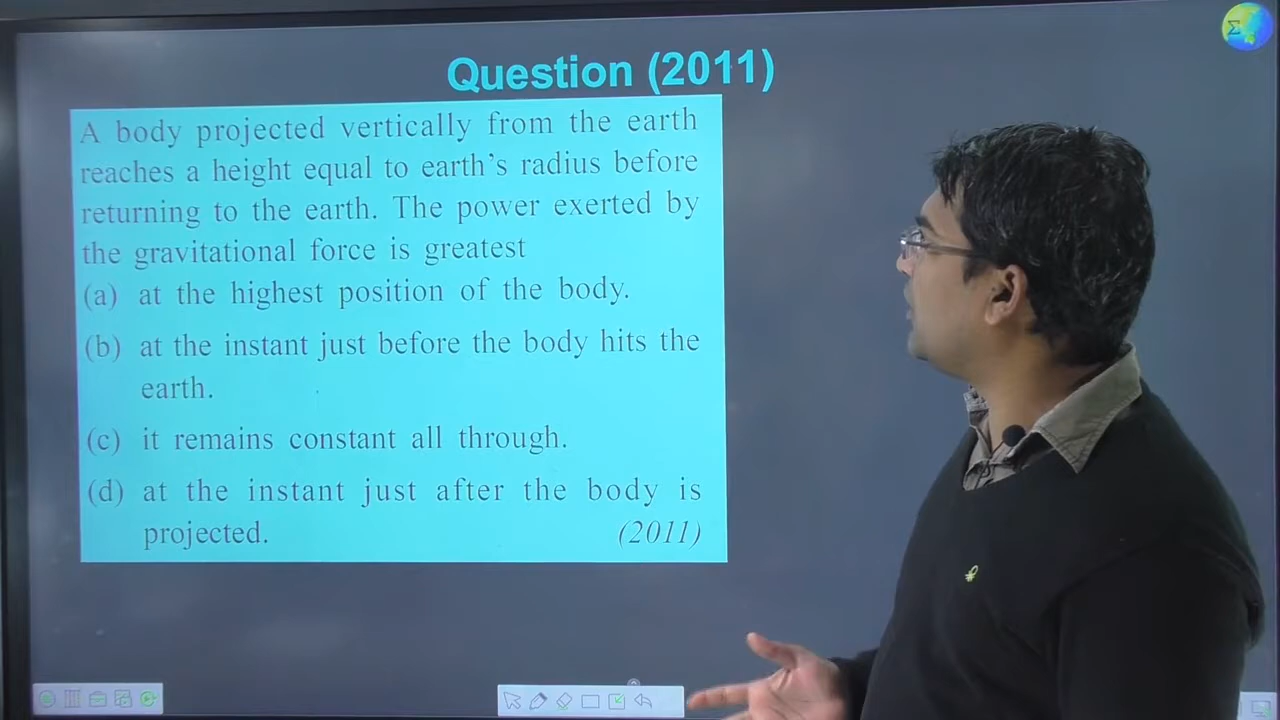 Question (2011)
A body projected vertically from the earth
reaches a height equal to earth's radius before
returning to the earth. The power exerted by
the gravitational force is greatest
(a) at the highest position of the body.
(b) at the instant just before the body hits the
earth.
(c) it remains constant all through.
(d) at the instant just after the body is
projected. (2011)
Σ